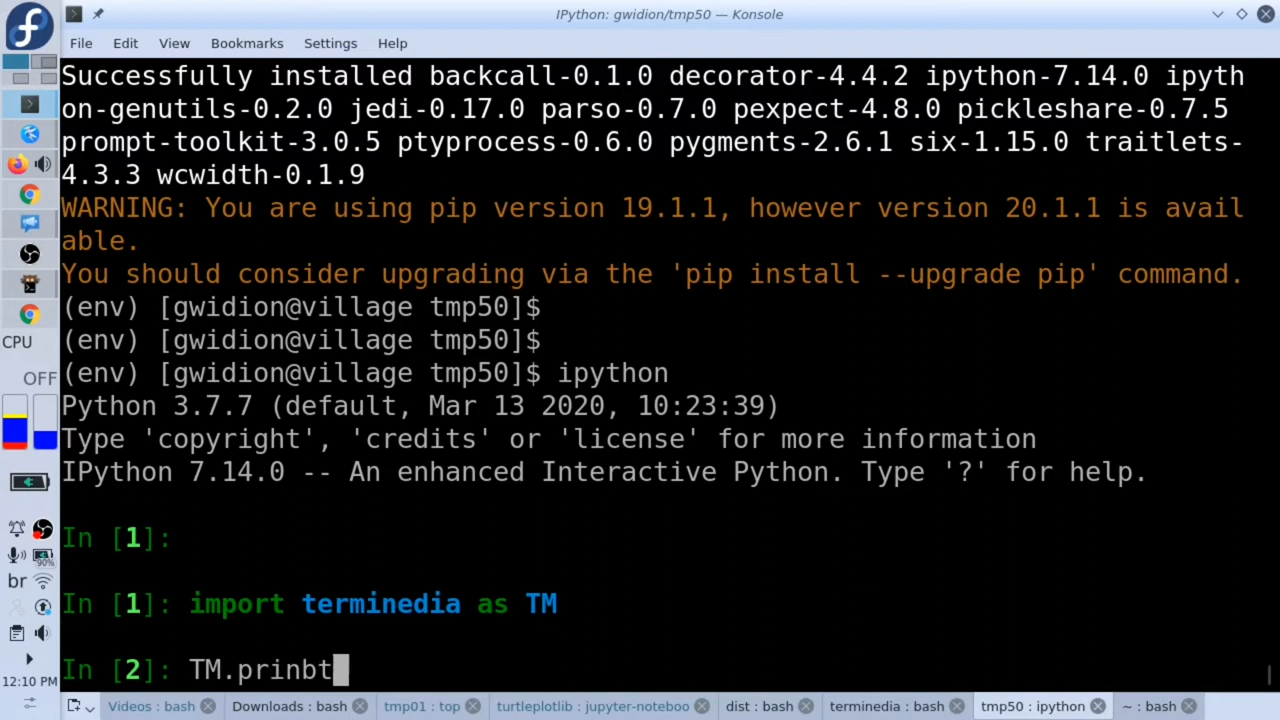 IPython: gwidion/tmp50 — Konsole
File Edit View Bookmarks Settings Help
Successfully installed backcall-0.1.0 decorator-4.4.2 ipython-7.14.0 ipyth
on-genutils-0.2.0 jedi-0.17.0 parso-0.7.0 pexpect-4.8.0 pickleshare-0.7.5
prompt-toolkit-3.0.5 ptyprocess-0.6.0 pygments-2.6.1 six-1.15.0 traitlets-
4.3.3 wcwidth-0.1.9
WARNING: You are using pip version 19.1.1, however version 20.1.1 is avail
able.
You should consider upgrading via the 'pip install --upgrade pip' command.
(env) [gwidion@village tmp50]$
(env) [gwidion@village tmp50]$
(env) [gwidion@village tmp50]$ ipython
Python 3.7.7 (default, Mar 13 2020, 10:23:39)
Type 'copyright', 'credits' or 'license' for more information
IPython 7.14.0 -- An enhanced Interactive Python. Type '?' for help.
In [1]:
In [1]: import terminedia as TM
In [2]: TM.prinbt
CPU
OFF
90%
br
12:10 PM
Videos : bash Downloads : bash tmp01 : top turtleplotlib : jupyter-noteboo dist : bash terminedia : bash tmp50 : ipython ~ : bash